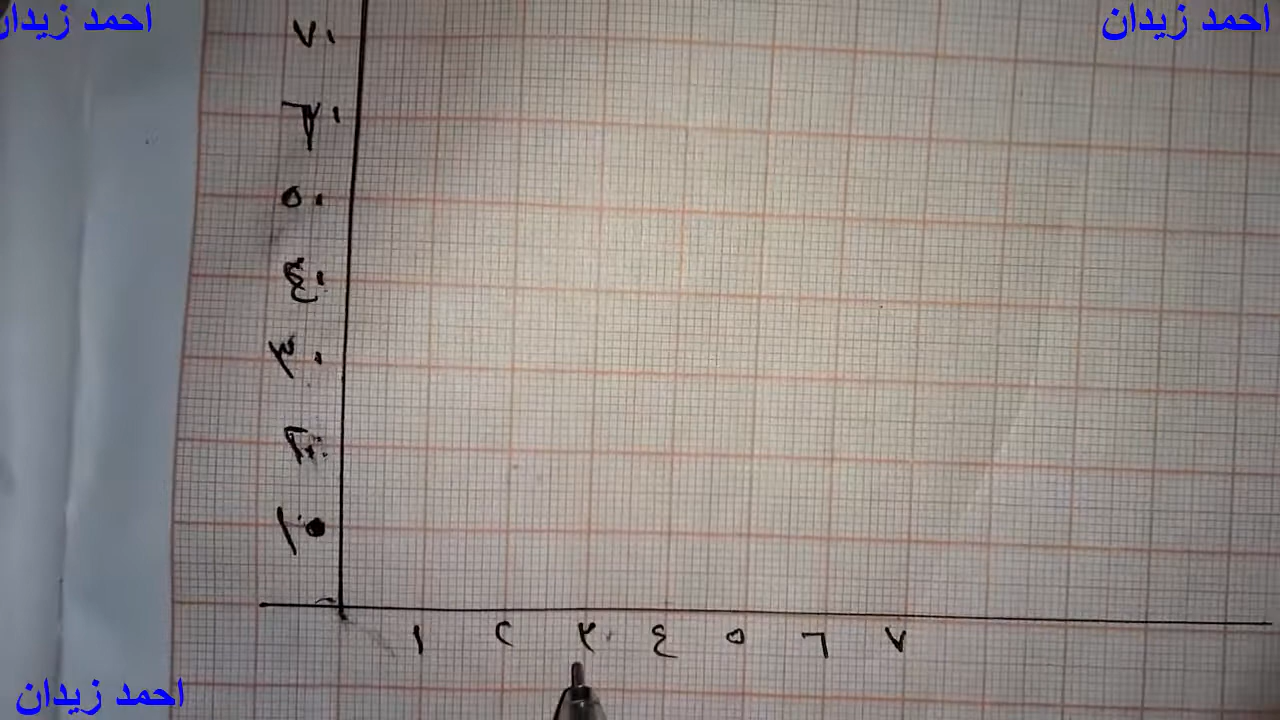 احمد زيدان
احمد زيدان
٧٠
٦٠
٥٠
٤٠
٣٠
٢٠
١٠
١ ٢ ٣ ٤ ٥ ٦ ٧
احمد زيدان